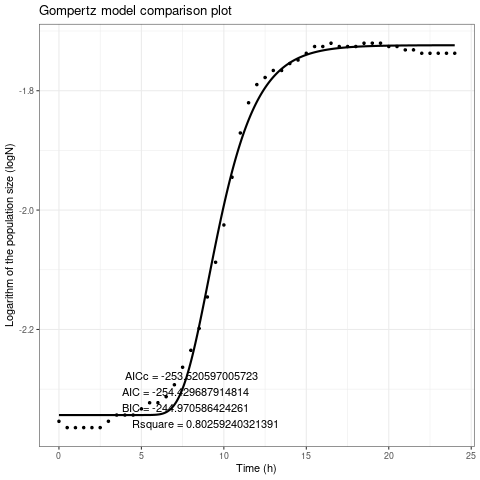 Gompertz model comparison plot
Logarithm of the population size (logN)
-1.8
-2.0
-2.2
AICc = -253.520597005723
AIC = -254.429687914814
BIC = -244.970586424261
Rsquare = 0.80259240321391
0 5 10 15 20 25
Time (h)